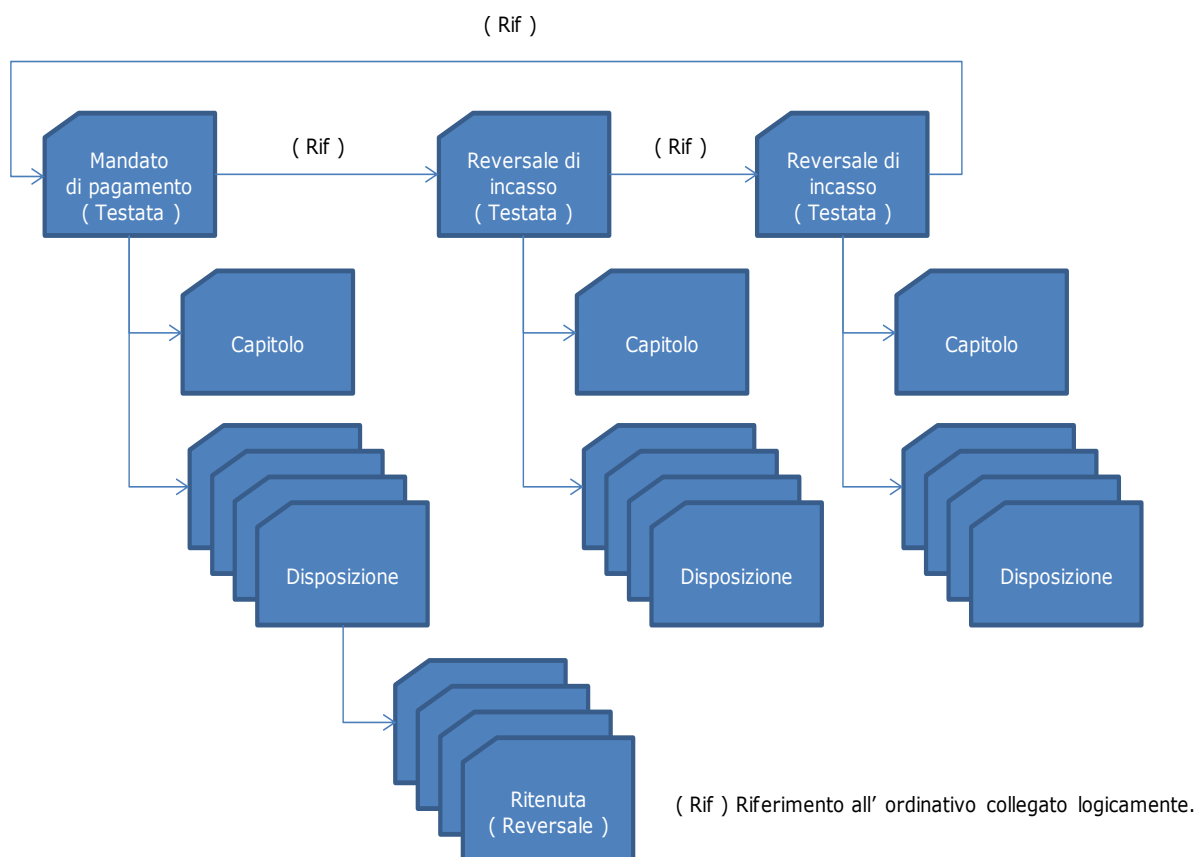 ( Rif )
Mandato
di pagamento
( Testata )
( Rif )
Reversale di
incasso
( Testata )
( Rif )
Reversale di
incasso
( Testata )
Capitolo
Capitolo
Capitolo
Disposizione
Disposizione
Disposizione
Ritenuta
( Reversale )
( Rif ) Riferimento all’ ordinativo collegato logicamente.